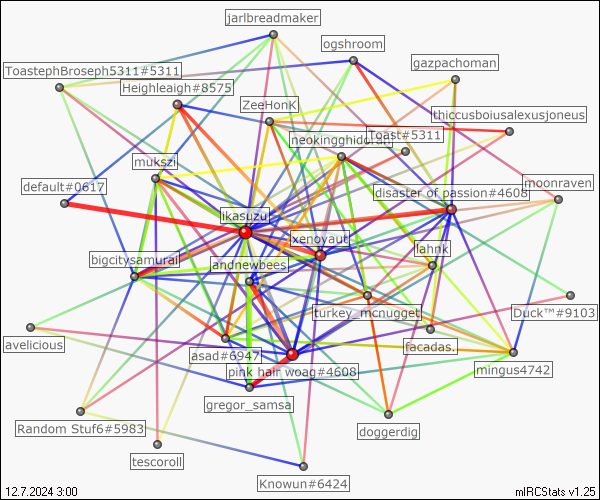 jarlbreadmaker
ogshroom
gazpachoman
ToastephBroseph5311#5311
Heighleaigh#8575
ZeeHonK
thiccusboiusalexusjoneus
neokingghidorah
Toast#5311
mukszi
default#0617
disaster of passion#4608
moonraven
ikasuzu
xenoyaut
lahnk
bigcitysamurai
andnewbees
turkey_mcnugget
Duck™#9103
avelicious
asad#6947
facadas.
pink hair woag#4608
mingus4742
gregor_samsa
Random Stuf6#5983
doggerdig
tescoroll
Knowun#6424
12.7.2024 3:00
mIRCStats v1.25